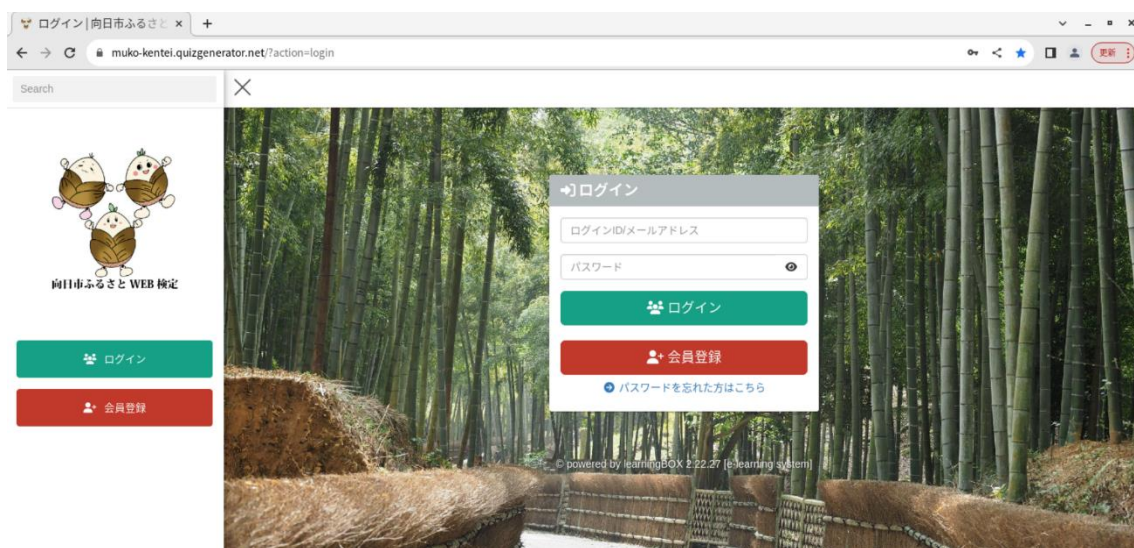 ログイン | 向日市ふるさと
muko-kentei.quizgenerator.net/?action=login
更新
Search
向日市ふるさと WEB 検定
ログイン
会員登録
ログイン
ログインID/メールアドレス
パスワード
ログイン
会員登録
パスワードを忘れた方はこちら
© powered by learningBOX 2.22.27 [e-learning system]